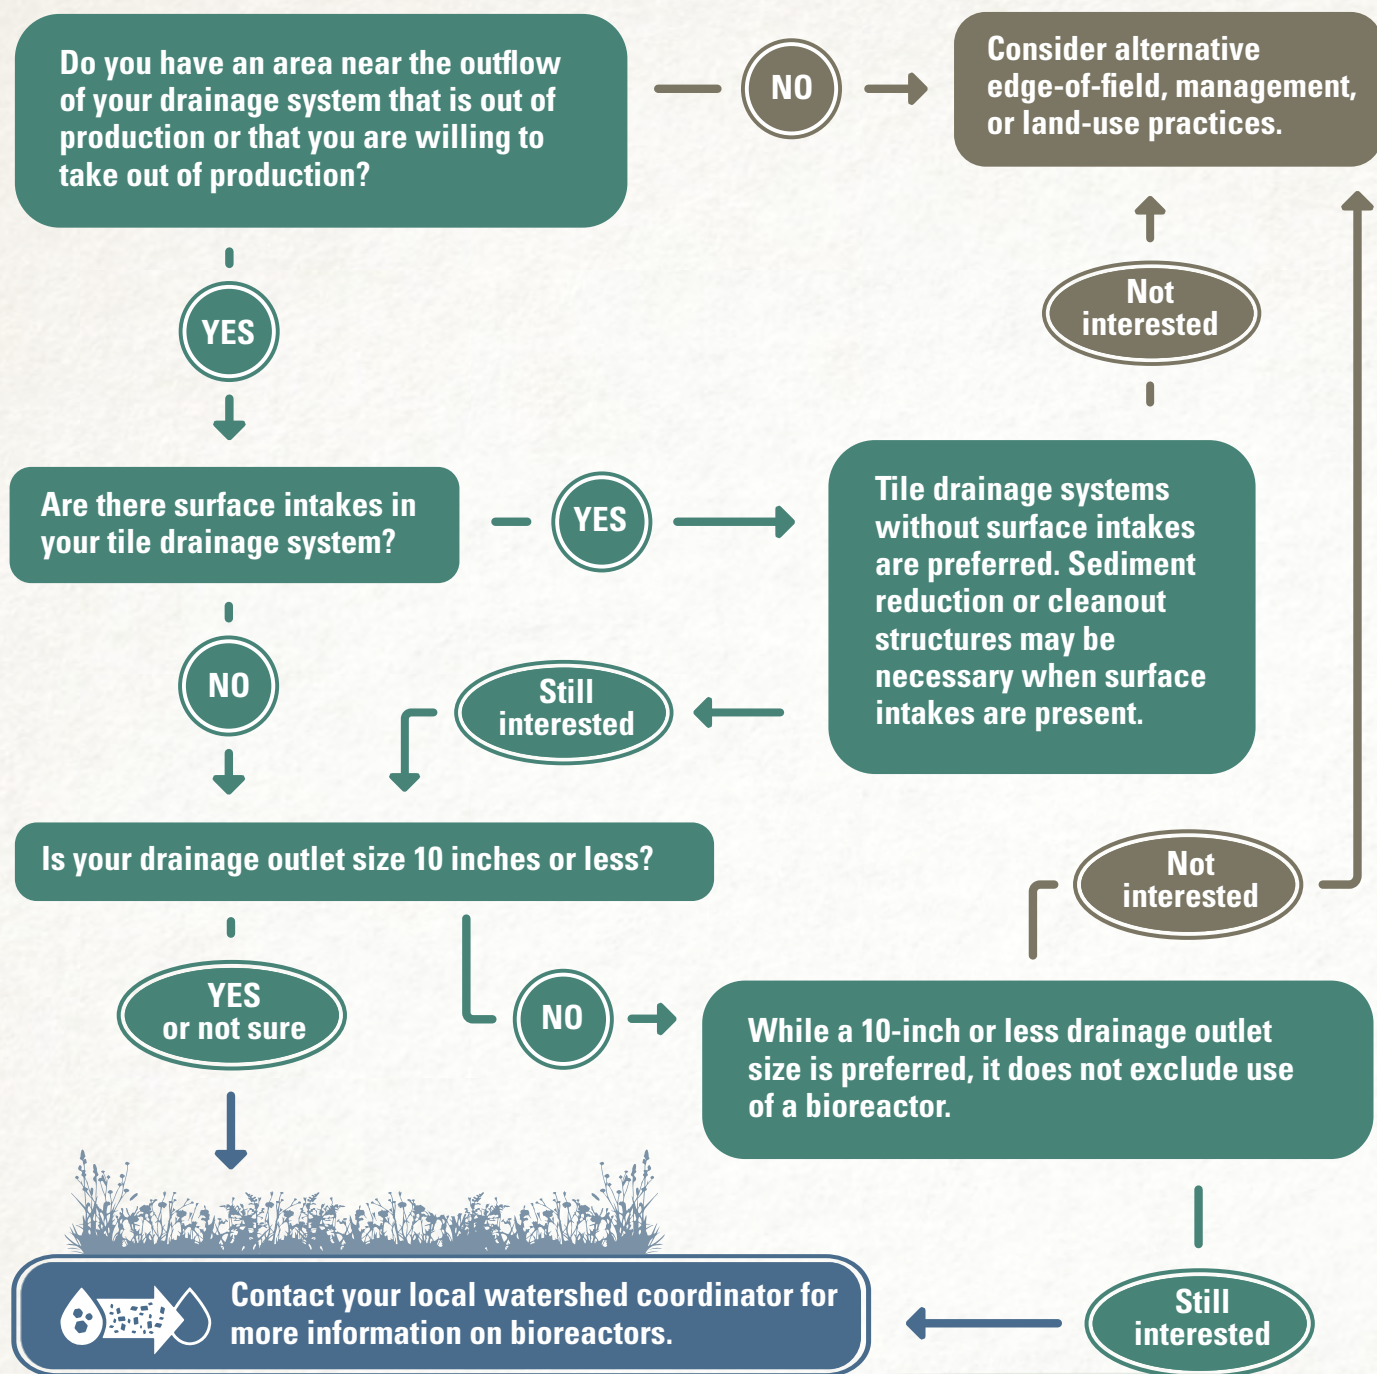 Do you have an area near the outflow
of your drainage system that is out of
production or that you are willing to
take out of production?
NO
Consider alternative
edge-of-field, management,
or land-use practices.
YES
Not
interested
Are there surface intakes in
your tile drainage system?
YES
Tile drainage systems
without surface intakes
are preferred. Sediment
reduction or cleanout
structures may be
necessary when surface
intakes are present.
NO
Still
interested
Is your drainage outlet size 10 inches or less?
Not
interested
YES
or not sure
NO
While a 10-inch or less drainage outlet
size is preferred, it does not exclude use
of a bioreactor.
Contact your local watershed coordinator for
more information on bioreactors.
Still
interested